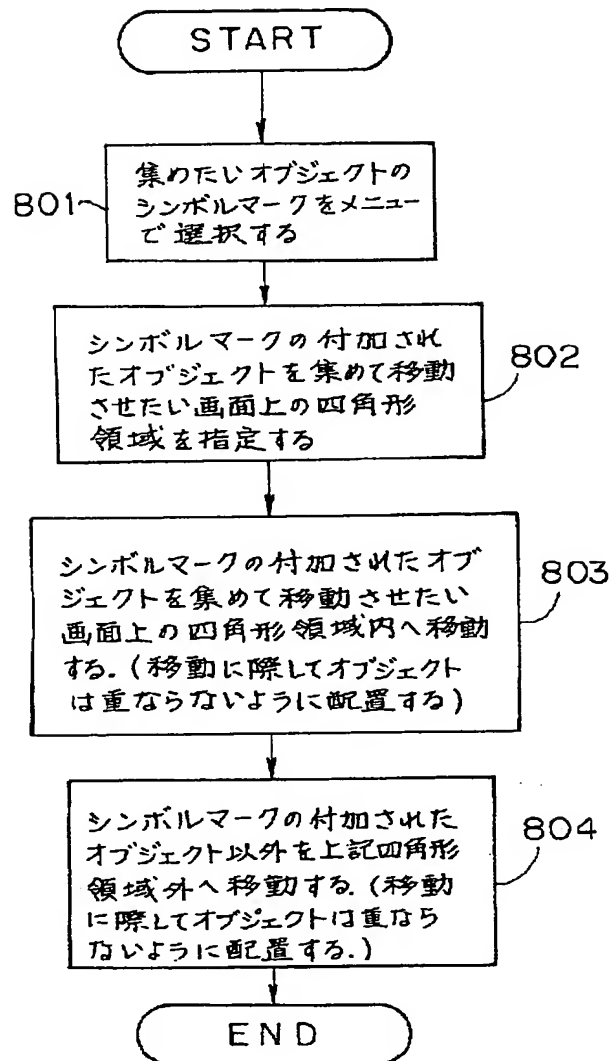 START
801
集めたいオブジェクトの
シンボルマークをメニュー
で選択する
802
シンボルマークの付加され
たオブジェクトを集めて移動
させたい画面上の四角形
領域を指定する
803
シンボルマークの付加されたオブ
ジェクトを集めて移動させたい
画面上の四角形領域内へ移動
する.(移動に際してオブジェクト
は重ならないように配置する)
804
シンボルマークの付加された
オブジェクト以外を上記四角形
領域外へ移動する.(移動
に際してオブジェクトは重なら
ないように配置する.)
END